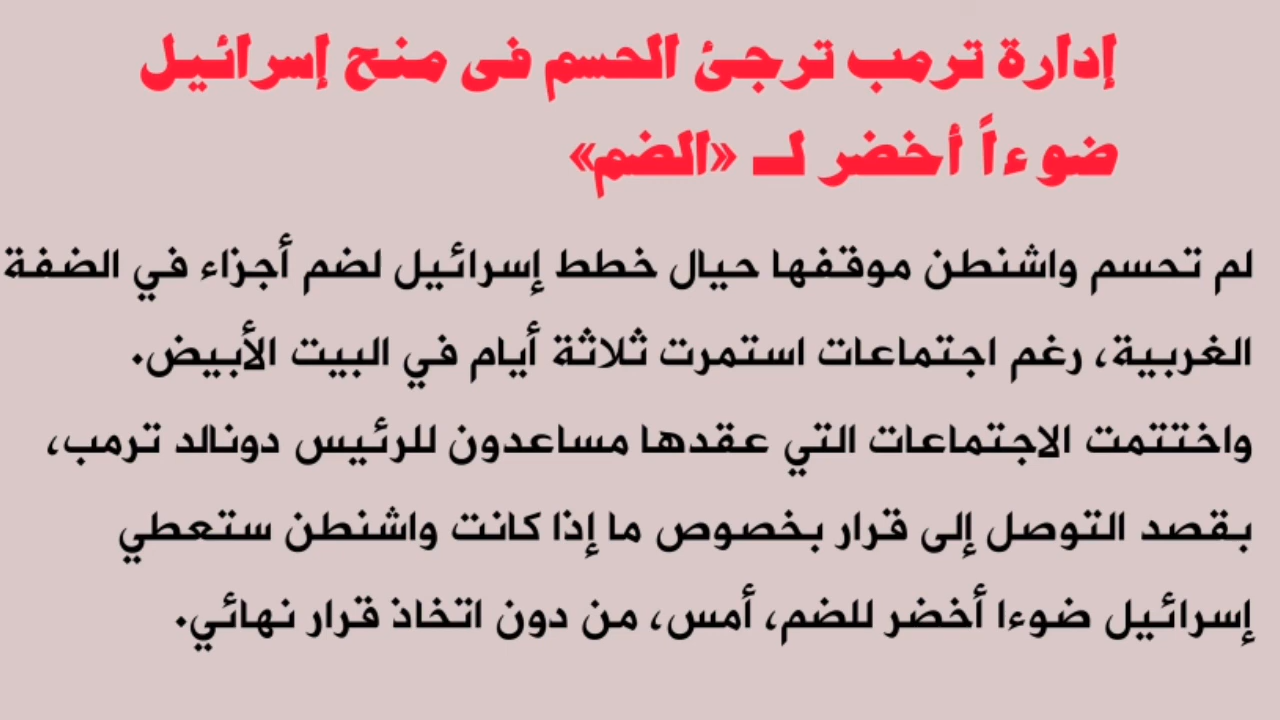 إدارة ترمب ترجئ الحسم فى منح إسرائيل
ضوءاً أخضر لـ «الضم»
لم تحسم واشنطن موقفها حيال خطط إسرائيل لضم أجزاء في الضفة
الغربية، رغم اجتماعات استمرت ثلاثة أيام في البيت الأبيض.
واختتمت الاجتماعات التي عقدها مساعدون للرئيس دونالد ترمب،
بقصد التوصل إلى قرار بخصوص ما إذا كانت واشنطن ستعطي
إسرائيل ضوءا أخضر للضم، أمس، من دون اتخاذ قرار نهائي.